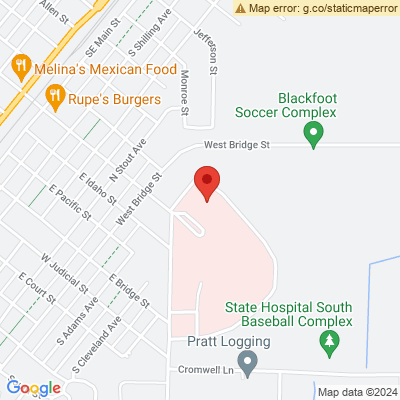 Map error: g.co/staticmaperror
Allen St
SE Main St
S Shilling Ave
Jefferson St
Melina's Mexican Food
Monroe St
Rupe's Burgers
Blackfoot
Soccer Complex
N Stout Ave
West Bridge St
E Idaho St
E Pacific St
West Bridge St
W Judicial St
E Court St
E Bridge St
S Adams Ave
S Cleveland Ave
State Hospital South
Baseball Complex
Pratt Logging
Cromwell Ln
Google
Map data ©2024